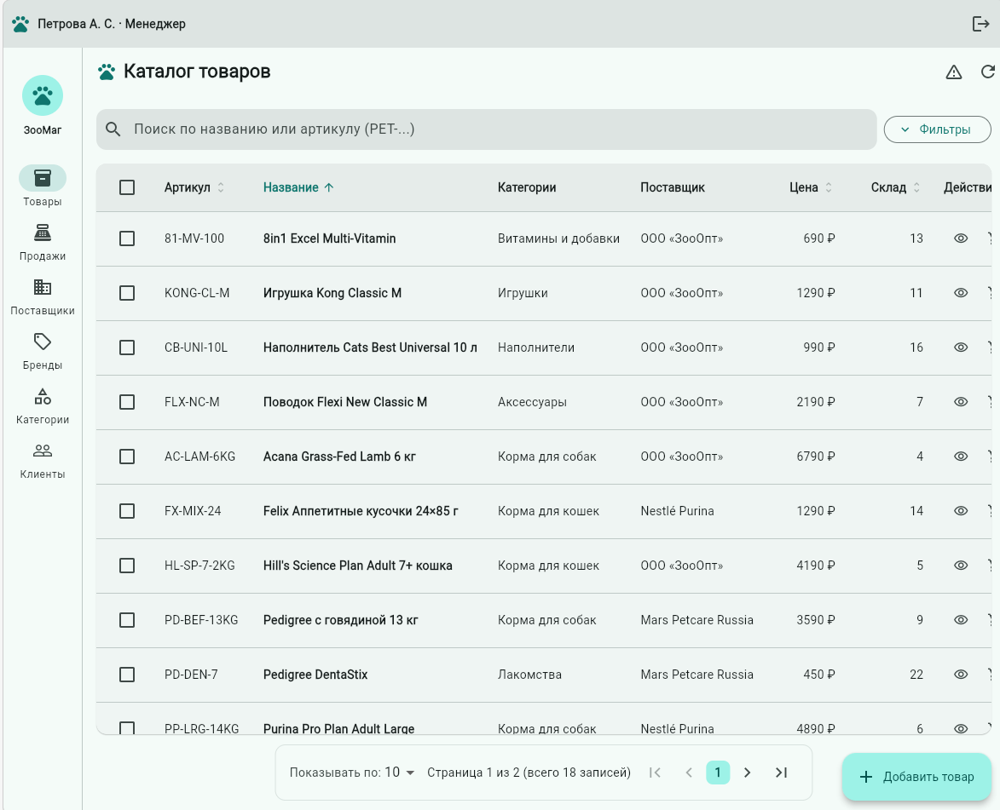 Петрова А. С. · Менеджер
ЗооМаг
Товары
Продажи
Поставщики
Бренды
Категории
Клиенты
Каталог товаров
Поиск по названию или артикулу (PET-...)
Фильтры
Артикул Название Категории Поставщик Цена Склад Действи
81-MV-100 8in1 Excel Multi-Vitamin Витамины и добавки ООО «ЗооОпт» 690 ₽ 13
KONG-CL-M Игрушка Kong Classic M Игрушки ООО «ЗооОпт» 1290 ₽ 11
CB-UNI-10L Наполнитель Cats Best Universal 10 л Наполнители ООО «ЗооОпт» 990 ₽ 16
FLX-NC-M Поводок Flexi New Classic M Аксессуары ООО «ЗооОпт» 2190 ₽ 7
AC-LAM-6KG Acana Grass-Fed Lamb 6 кг Корма для собак ООО «ЗооОпт» 6790 ₽ 4
FX-MIX-24 Felix Аппетитные кусочки 24×85 г Корма для кошек Nestlé Purina 1290 ₽ 14
HL-SP-7-2KG Hill's Science Plan Adult 7+ кошка Корма для кошек ООО «ЗооОпт» 4190 ₽ 5
PD-BEF-13KG Pedigree с говядиной 13 кг Корма для собак Mars Petcare Russia 3590 ₽ 9
PD-DEN-7 Pedigree DentaStix Лакомства Mars Petcare Russia 450 ₽ 22
PP-LRG-14KG Purina Pro Plan Adult Large Корма для собак Nestlé Purina 4890 ₽ 6
Показывать по: 10 Страница 1 из 2 (всего 18 записей) 1
Добавить товар